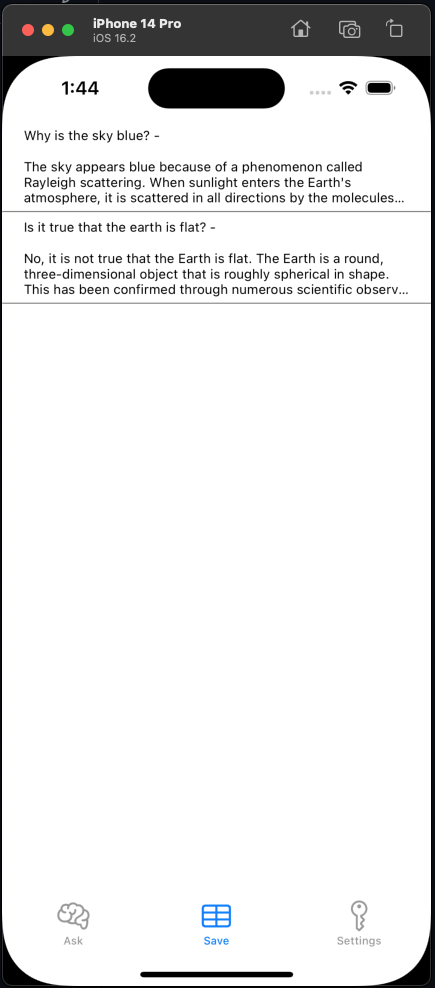 iPhone 14 Pro
iOS 16.2
1:44
Why is the sky blue? -
The sky appears blue because of a phenomenon called
Rayleigh scattering. When sunlight enters the Earth's
atmosphere, it is scattered in all directions by the molecules...
Is it true that the earth is flat? -
No, it is not true that the Earth is flat. The Earth is a round,
three-dimensional object that is roughly spherical in shape.
This has been confirmed through numerous scientific observ...
Ask
Save
Settings